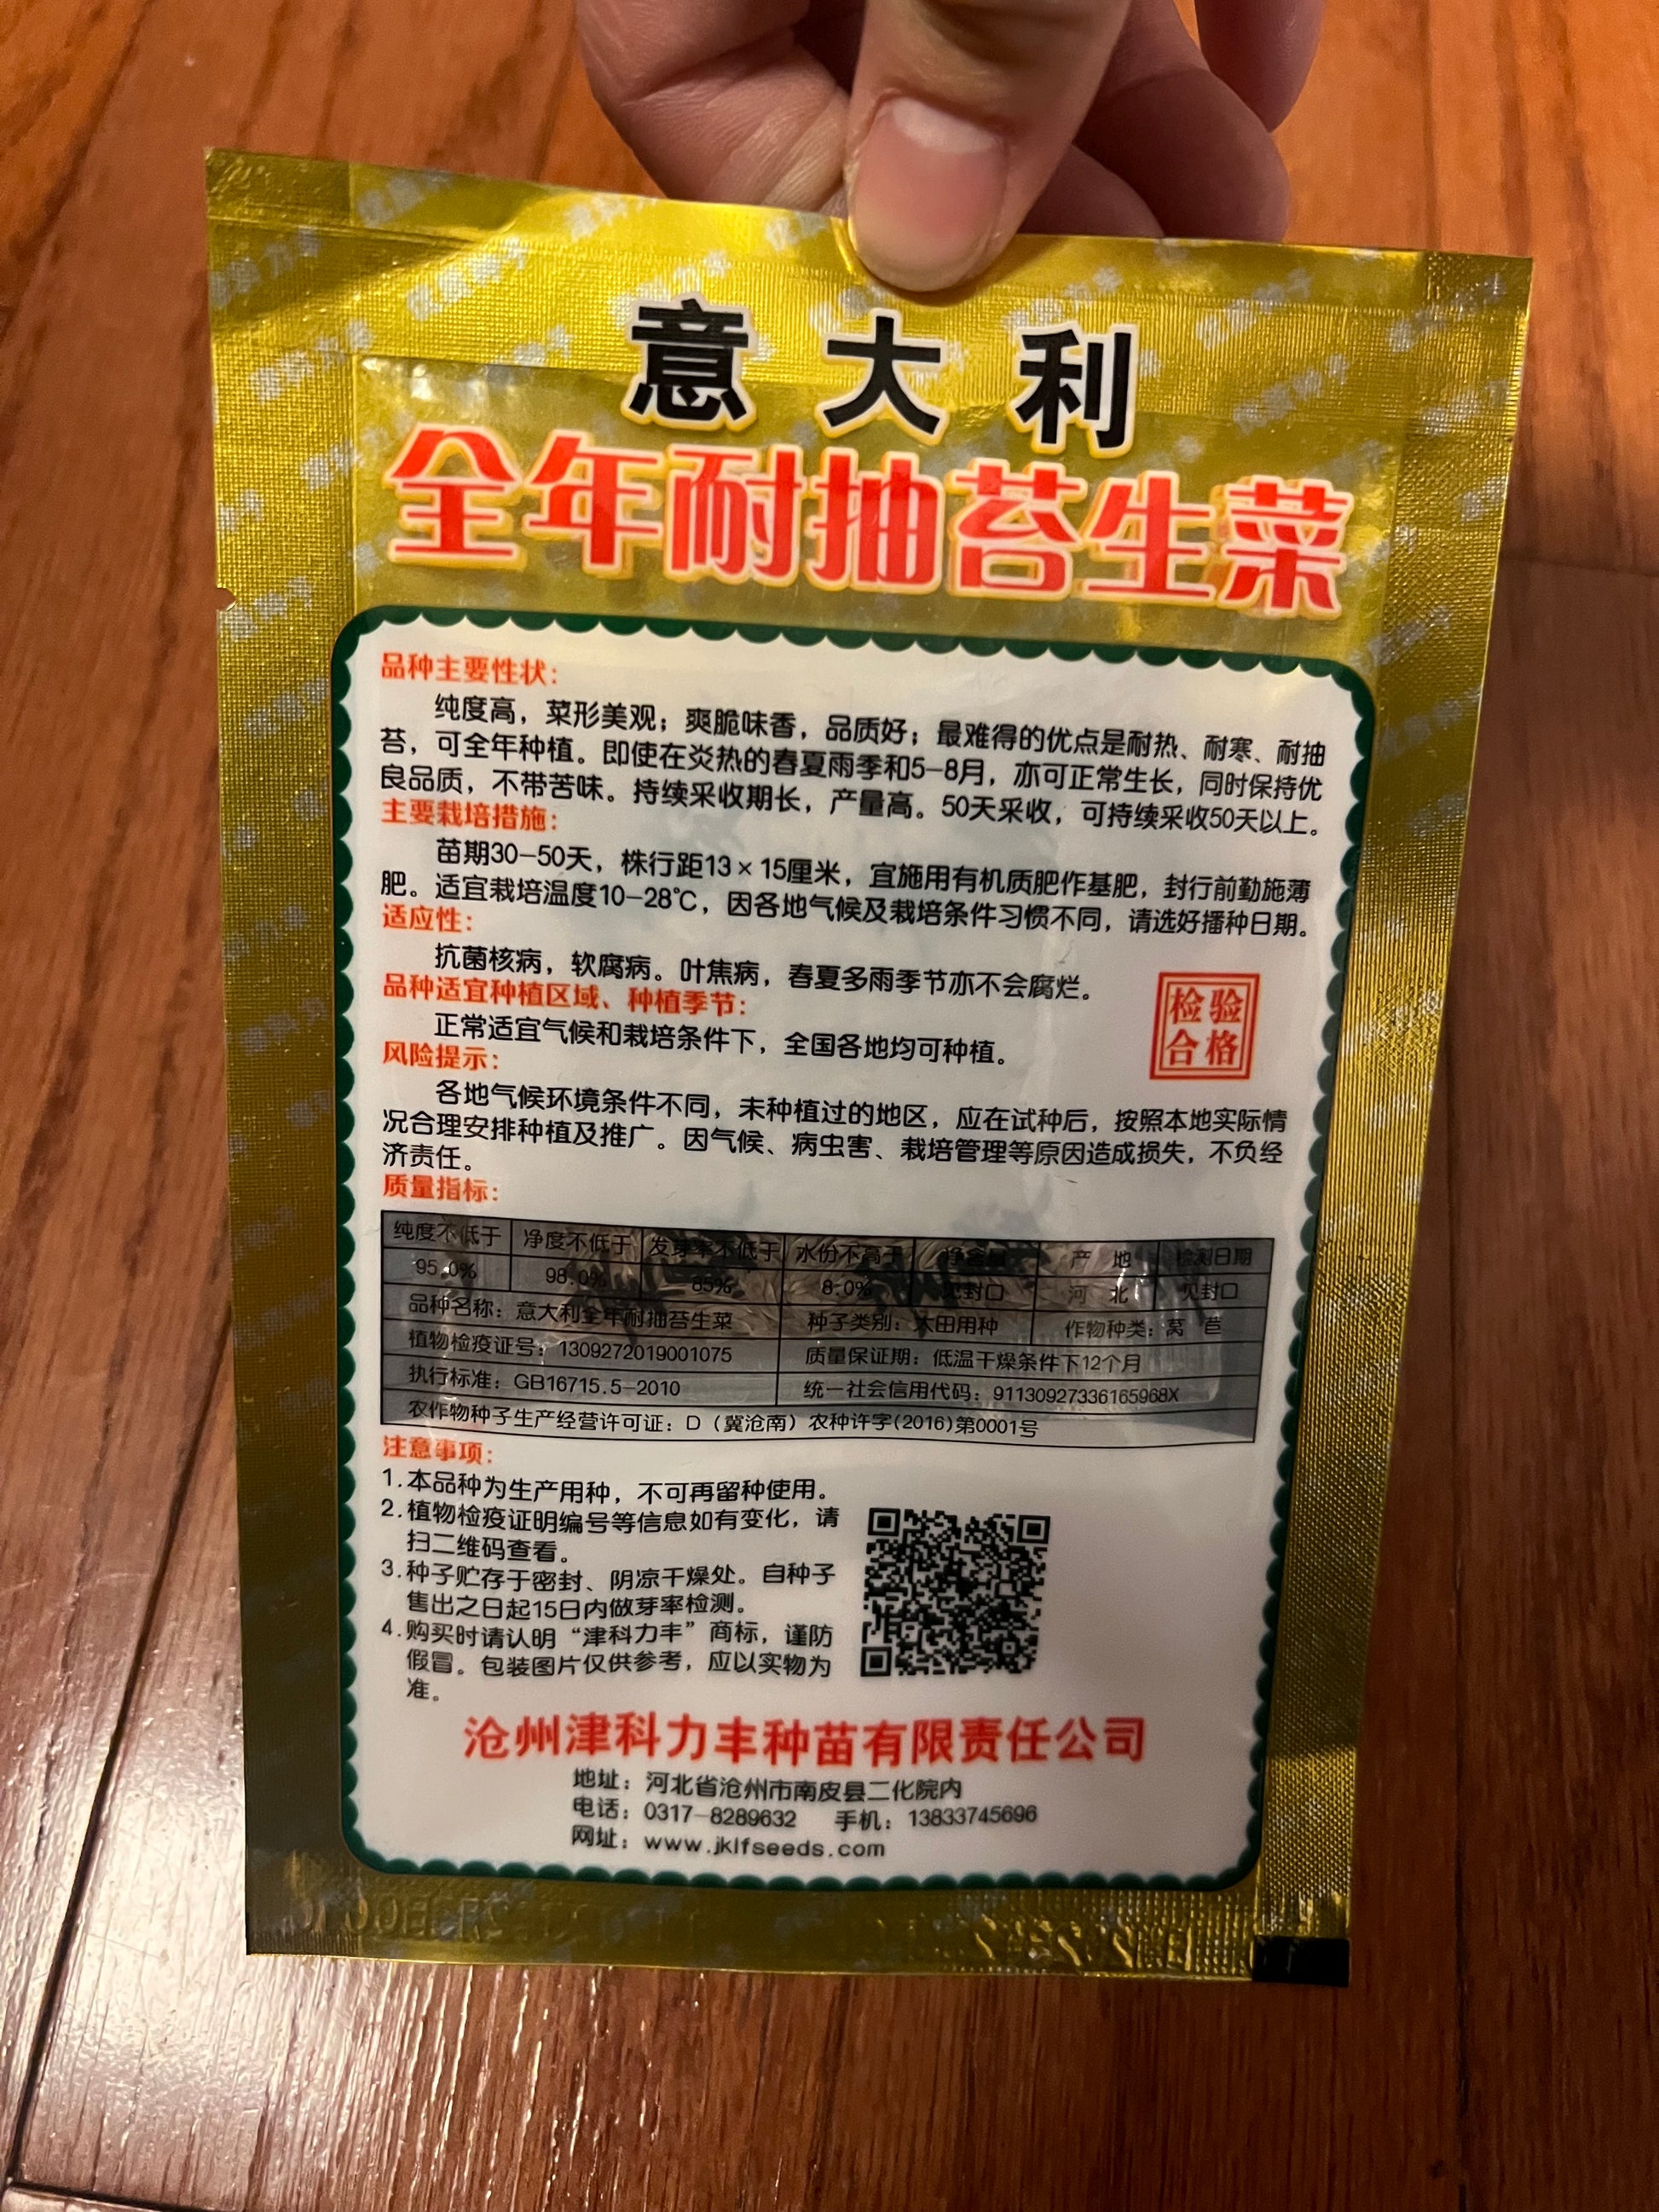 意大利
全年耐抽苔生菜
品种主要性状：
纯度高，菜形美观；爽脆味香，品质好；最难得的优点是耐热、耐寒、耐抽
苔，可全年种植。即使在炎热的春夏雨季和5-8月，亦可正常生长，同时保持优
良品质，不带苦味。持续采收期长，产量高。50天采收，可持续采收50天以上。
主要栽培措施：
苗期30-50天，株行距13×15厘米，宜施用有机质肥作基肥，封行前勤施薄
肥。适宜栽培温度10-28℃，因各地气候及栽培条件习惯不同，请选好播种日期。
适应性：
抗菌核病，软腐病。叶焦病，春夏多雨季节亦不会腐烂。
品种适宜种植区域、种植季节：
正常适宜气候和栽培条件下，全国各地均可种植。
检验
合格
风险提示：
各地气候环境条件不同，未种植过的地区，应在试种后，按照本地实际情
况合理安排种植及推广。因气候、病虫害、栽培管理等原因造成损失，不负经
济责任。
质量指标：
纯度不低于 净度不低于 发芽率不低于 水份不高于 净含量 产 地 检测日期
95.0% 98.0% 85% 8.0% 见封口 河 北 见封口
品种名称：意大利全年耐抽苔生菜 种子类别：大田用种 作物种类：莴 苣
植物检疫证号：1309272019001075 质量保证期：低温干燥条件下12个月
执行标准：GB16715.5-2010 统一社会信用代码：91130927336165968X
农作物种子生产经营许可证：D（冀沧南）农种许字(2016)第0001号
注意事项：
1.本品种为生产用种，不可再留种使用。
2.植物检疫证明编号等信息如有变化，请
扫二维码查看。
3.种子贮存于密封、阴凉干燥处。自种子
售出之日起15日内做芽率检测。
4.购买时请认明“津科力丰”商标，谨防
假冒。包装图片仅供参考，应以实物为
准。
沧州津科力丰种苗有限责任公司
地址：河北省沧州市南皮县二化院内
电话：0317-8289632 手机：13833745696
网址：www.jklfseeds.com